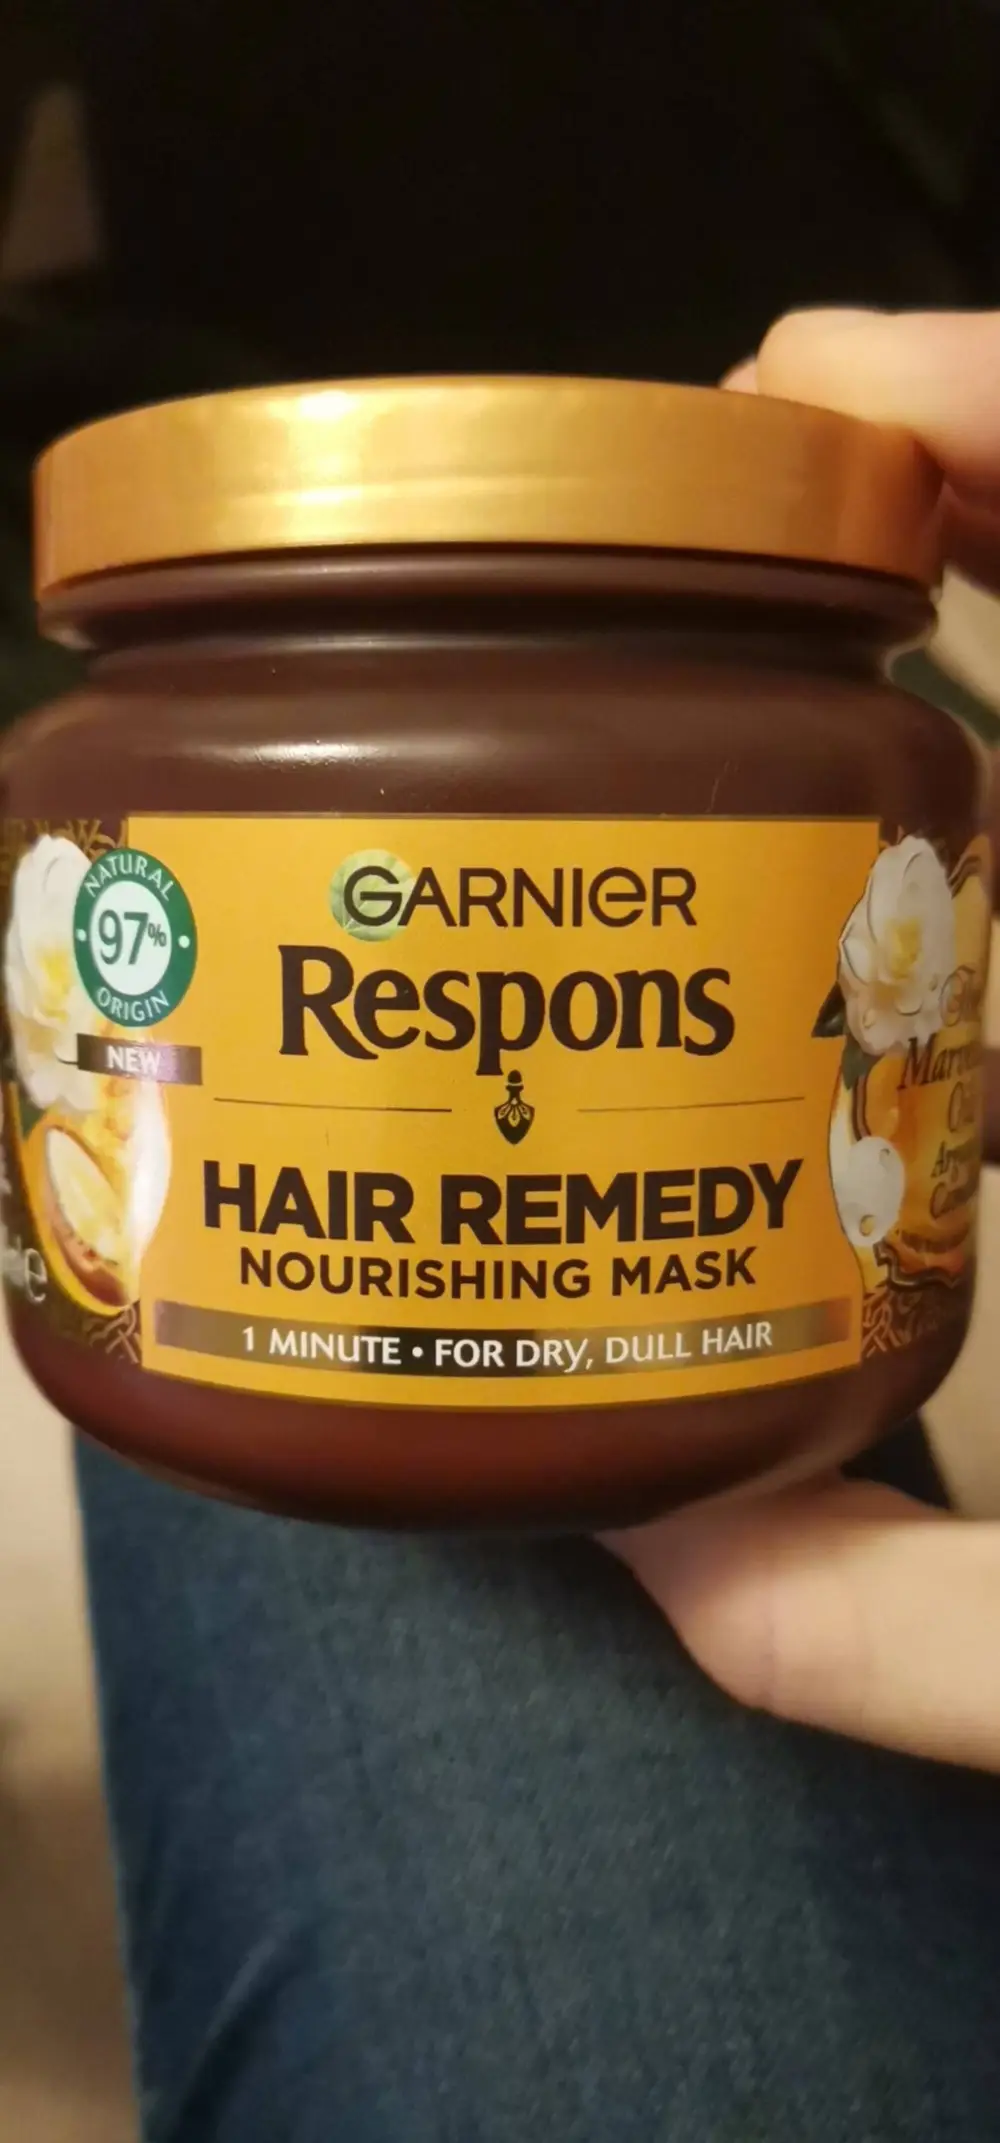 NATURAL
97%
ORIGIN
NEW
GARNIER
Respons
HAIR REMEDY
NOURISHING MASK
1 MINUTE • FOR DRY, DULL HAIR